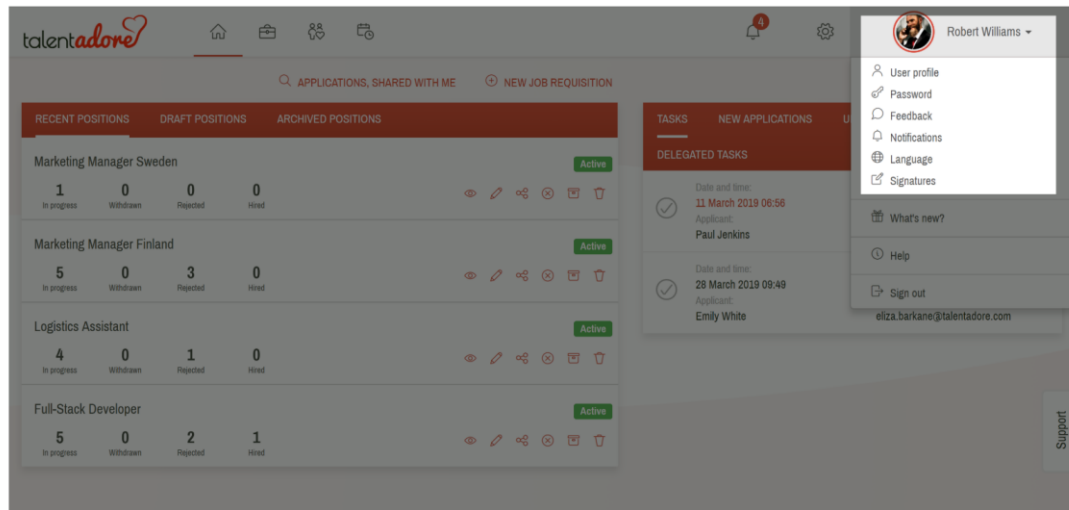 talentadore
4
Robert Williams
APPLICATIONS, SHARED WITH ME
NEW JOB REQUISITION
RECENT POSITIONS DRAFT POSITIONS ARCHIVED POSITIONS
Marketing Manager Sweden
Active
1 0 0 0
In progress Withdrawn Rejected Hired
Marketing Manager Finland
Active
5 0 3 0
In progress Withdrawn Rejected Hired
Logistics Assistant
Active
4 0 1 0
In progress Withdrawn Rejected Hired
Full-Stack Developer
Active
5 0 2 1
In progress Withdrawn Rejected Hired
TASKS NEW APPLICATIONS U
DELEGATED TASKS
Date and time:
11 March 2019 06:56
Applicant:
Paul Jenkins
Date and time:
28 March 2019 09:49
Applicant:
Emily White
eliza.barkane@talentadore.com
User profile
Password
Feedback
Notifications
Language
Signatures
What's new?
Help
Sign out
Support